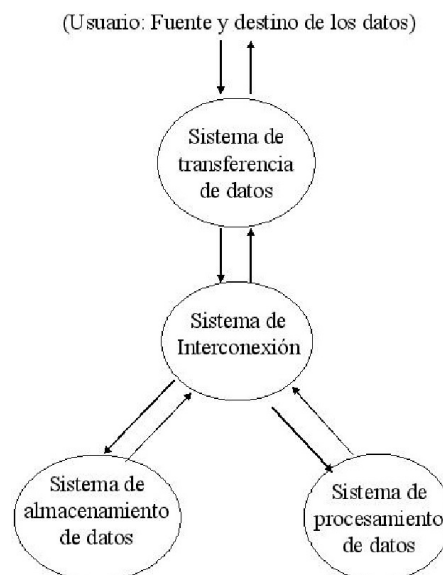 (Usuario: Fuente y destino de los datos)
Sistema de
transferencia
de datos
Sistema de
Interconexión
Sistema de
almacenamiento
de datos
Sistema de
procesamiento
de datos